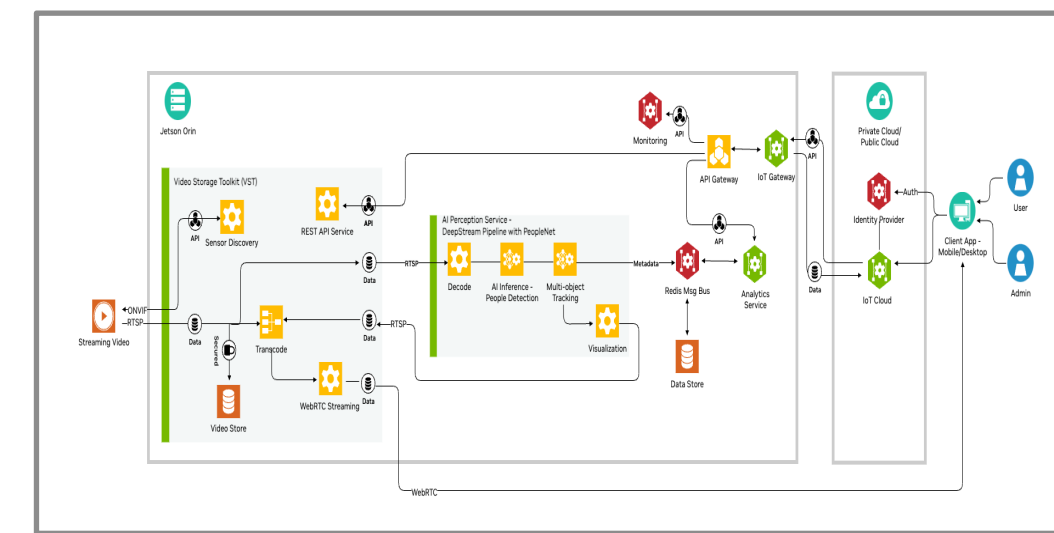 Jetson Orin
Monitoring
API
API Gateway
IoT Gateway
API
Private Cloud/
Public Cloud
Video Storage Toolkit (VST)
API
Sensor Discovery
REST API Service
API
AI Perception Service -
DeepStream Pipeline with PeopleNet
API
Auth
Identity Provider
User
Client App -
Mobile/Desktop
Data
RTSP
Decode
AI Inference -
People Detection
Multi-object
Tracking
Metadata
Redis Msg Bus
Analytics
Service
Data
IoT Cloud
Admin
ONVIF
RTSP
Streaming Video
Data
Secured
Transcode
Data
RTSP
Visualization
Data Store
WebRTC Streaming
Data
Video Store
WebRTC